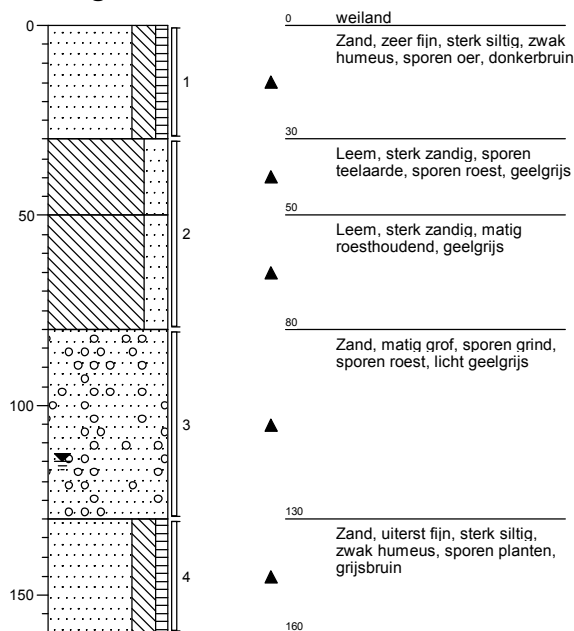 0
0
weiland
Zand, zeer fijn, sterk siltig, zwak
humeus, sporen oer, donkerbruin
1
30
Leem, sterk zandig, sporen
teelaarde, sporen roest, geelgrijs
50
50
Leem, sterk zandig, matig
roesthoudend, geelgrijs
2
80
Zand, matig grof, sporen grind,
sporen roest, licht geelgrijs
100
3
130
Zand, uiterst fijn, sterk siltig,
zwak humeus, sporen planten,
grijsbruin
4
150
160